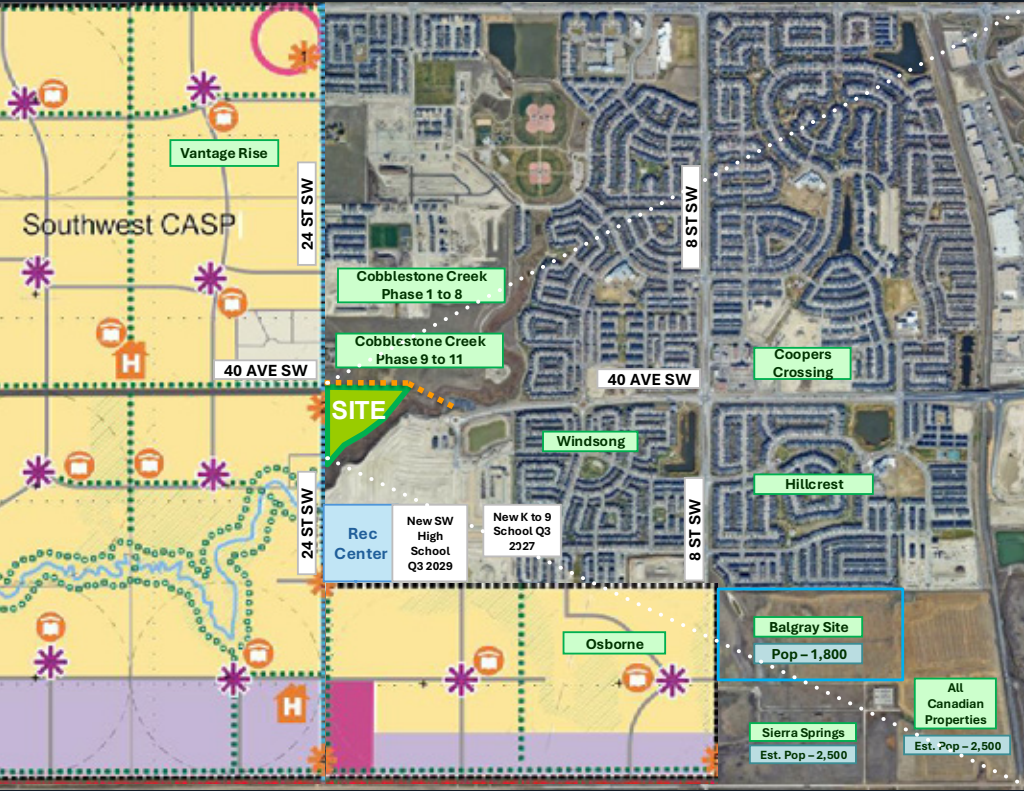 Vantage Rise
24 ST SW
8 ST SW
Southwest CASP
Cobblestone Creek
Phase 1 to 8
Cobblestone Creek
Phase 9 to 11
Coopers
Crossing
H
40 AVE SW
40 AVE SW
SITE
Windsong
Hillcrest
24 ST SW
8 ST SW
Rec
Center
New SW
High
School
Q3 2029
New K to 9
School Q3
2027
Balgray Site
Pop – 1,800
Osborne
H
All
Canadian
Properties
Est. Pop – 2,500
Sierra Springs
Est. Pop – 2,500